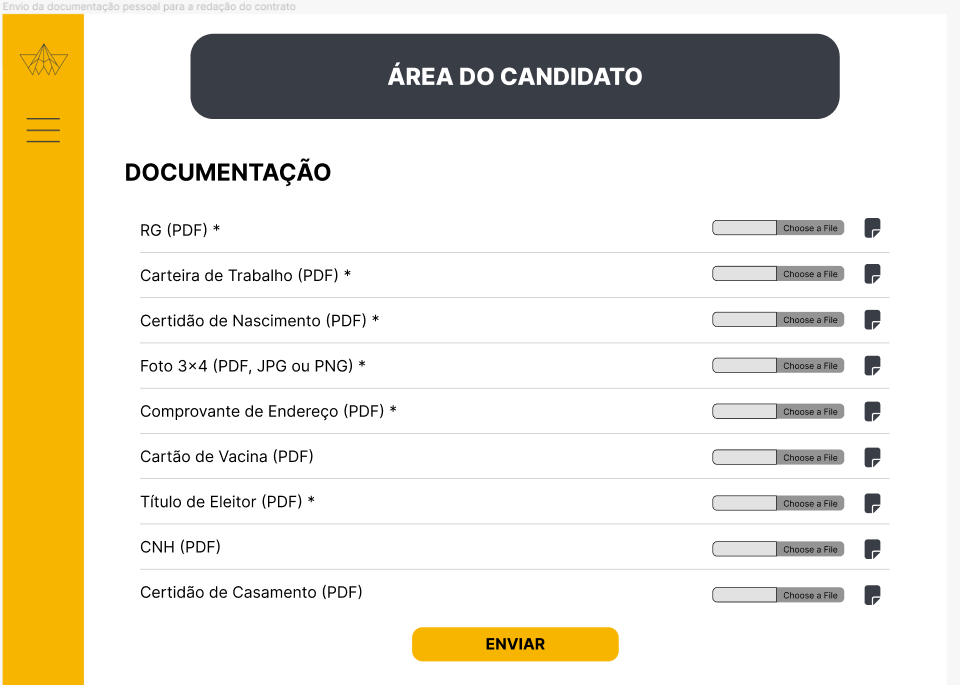 Envio da documentação pessoal para a redação do contrato
ÁREA DO CANDIDATO
DOCUMENTAÇÃO
RG (PDF) * Choose a File
Carteira de Trabalho (PDF) * Choose a File
Certidão de Nascimento (PDF) * Choose a File
Foto 3×4 (PDF, JPG ou PNG) * Choose a File
Comprovante de Endereço (PDF) * Choose a File
Cartão de Vacina (PDF) Choose a File
Título de Eleitor (PDF) * Choose a File
CNH (PDF) Choose a File
Certidão de Casamento (PDF) Choose a File
ENVIAR